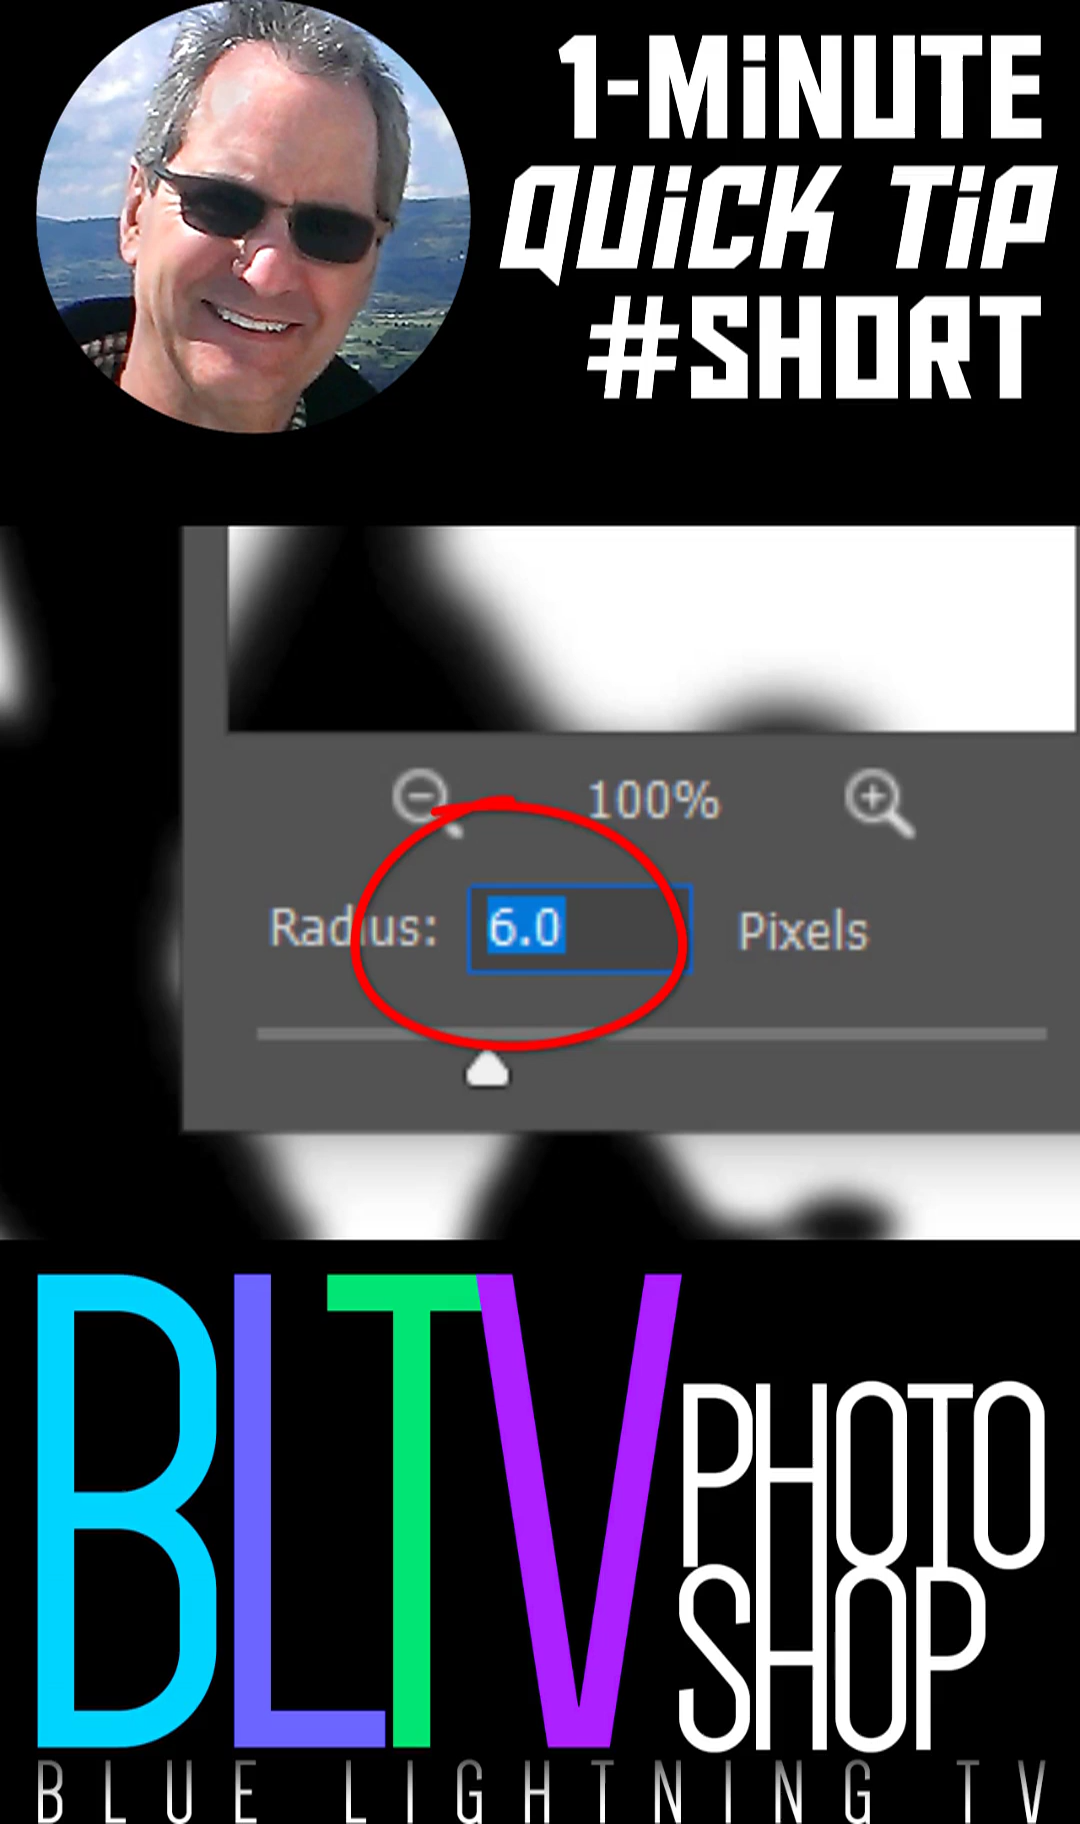 1-MiNUTE
QUiCK TiP
#SHORT
100%
Radius: 6.0 Pixels
BLTV
PHOTO
SHOP
BLUE LIGHTNING TV